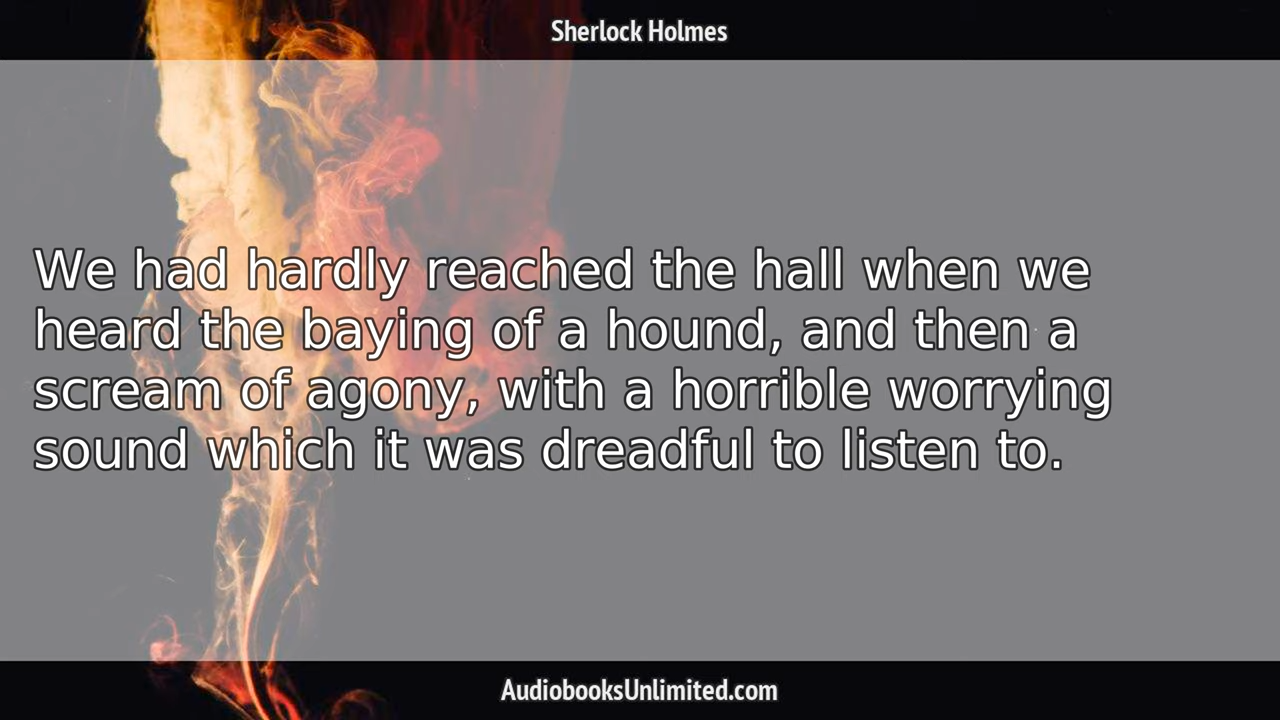 Sherlock Holmes
We had hardly reached the hall when we
heard the baying of a hound, and then a
scream of agony, with a horrible worrying
sound which it was dreadful to listen to.
AudiobooksUnlimited.com